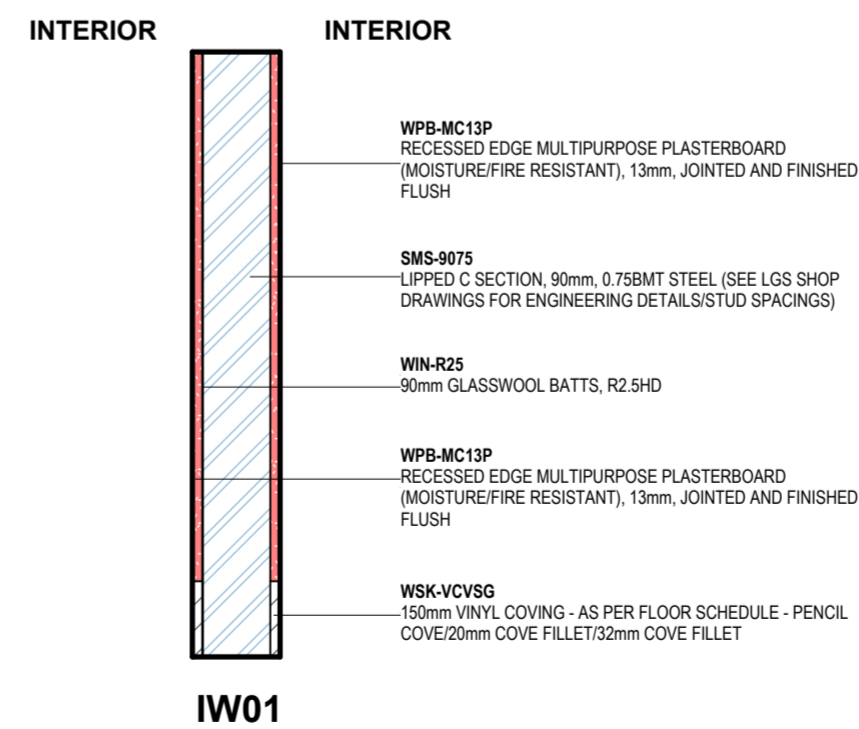 INTERIOR
INTERIOR
WPB-MC13P
RECESSED EDGE MULTIPURPOSE PLASTERBOARD
(MOISTURE/FIRE RESISTANT), 13mm, JOINTED AND FINISHED
FLUSH
SMS-9075
LIPPED C SECTION, 90mm, 0.75BMT STEEL (SEE LGS SHOP
DRAWINGS FOR ENGINEERING DETAILS/STUD SPACINGS)
WIN-R25
90mm GLASSWOOL BATTS, R2.5HD
WPB-MC13P
RECESSED EDGE MULTIPURPOSE PLASTERBOARD
(MOISTURE/FIRE RESISTANT), 13mm, JOINTED AND FINISHED
FLUSH
WSK-VCVSG
150mm VINYL COVING - AS PER FLOOR SCHEDULE - PENCIL
COVE/20mm COVE FILLET/32mm COVE FILLET
IW01